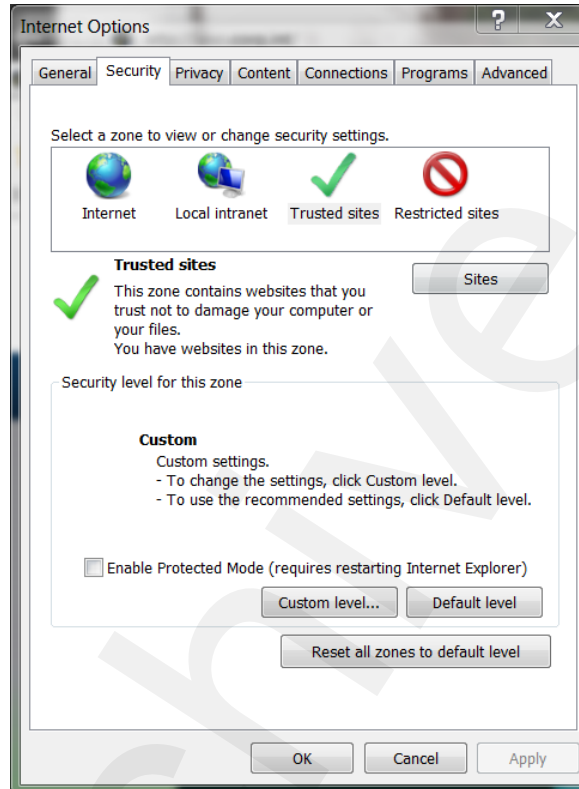 Internet Options
General Security Privacy Content Connections Programs Advanced
Select a zone to view or change security settings.
Internet Local intranet Trusted sites Restricted sites
Trusted sites
Sites
This zone contains websites that you
trust not to damage your computer or
your files.
You have websites in this zone.
Security level for this zone
Custom
Custom settings.
- To change the settings, click Custom level.
- To use the recommended settings, click Default level.
Enable Protected Mode (requires restarting Internet Explorer)
Custom level... Default level
Reset all zones to default level
OK Cancel Apply